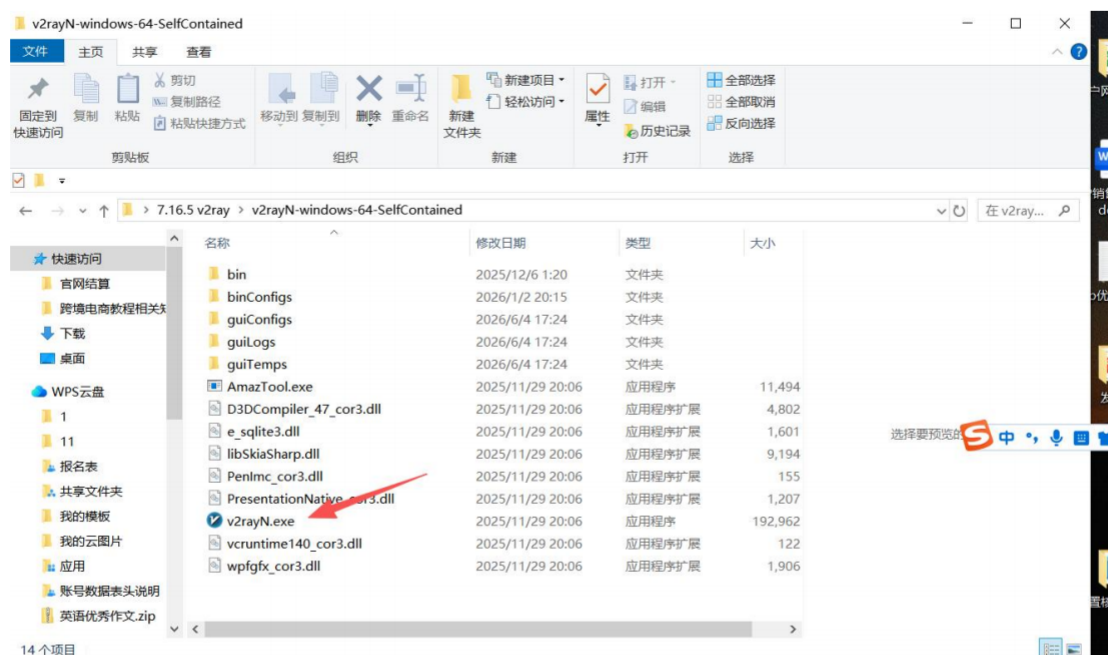 v2rayN-windows-64-SelfContained
文件 主页 共享 查看
固定到快速访问
复制
粘贴
剪切
复制路径
粘贴快捷方式
移动到 复制到 删除 重命名
新建文件夹
新建项目
轻松访问
属性
打开
编辑
历史记录
全部选择
全部取消
反向选择
剪贴板 组织 新建 打开 选择
7.16.5 v2ray > v2rayN-windows-64-SelfContained
在 v2ray...
快速访问
官网结算
跨境电商教程相关
下载
桌面
WPS云盘
1
11
报名表
共享文件夹
我的模板
我的云图片
应用
账号数据表头说明
英语优秀作文.zip
名称 修改日期 类型 大小
bin 2025/12/6 1:20 文件夹
binConfigs 2026/1/2 20:15 文件夹
guiConfigs 2026/6/4 17:24 文件夹
guiLogs 2026/6/4 17:24 文件夹
guiTemps 2026/6/4 17:24 文件夹
AmazTool.exe 2025/11/29 20:06 应用程序 11,494
D3DCompiler_47_cor3.dll 2025/11/29 20:06 应用程序扩展 4,802
e_sqlite3.dll 2025/11/29 20:06 应用程序扩展 1,601
libSkiaSharp.dll 2025/11/29 20:06 应用程序扩展 9,194
PenImc_cor3.dll 2025/11/29 20:06 应用程序扩展 155
PresentationNative_cor3.dll 2025/11/29 20:06 应用程序扩展 1,207
v2rayN.exe 2025/11/29 20:06 应用程序 192,962
vcruntime140_cor3.dll 2025/11/29 20:06 应用程序扩展 122
wpfgfx_cor3.dll 2025/11/29 20:06 应用程序扩展 1,906
选择要预览的
中
14 个项目